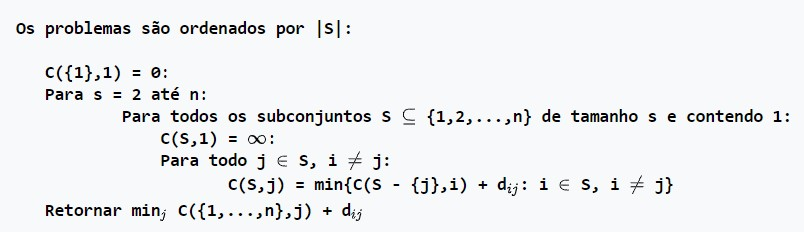 Os problemas são ordenados por |S|:
C({1},1) = 0:
Para s = 2 até n:
Para todos os subconjuntos S ⊆ {1,2,...,n} de tamanho s e contendo 1:
C(S,1) = ∞:
Para todo j ∈ S, i ≠ j:
C(S,j) = min{C(S - {j},i) + dᵢⱼ: i ∈ S, i ≠ j}
Retornar minⱼ C({1,...,n},j) + dᵢⱼ